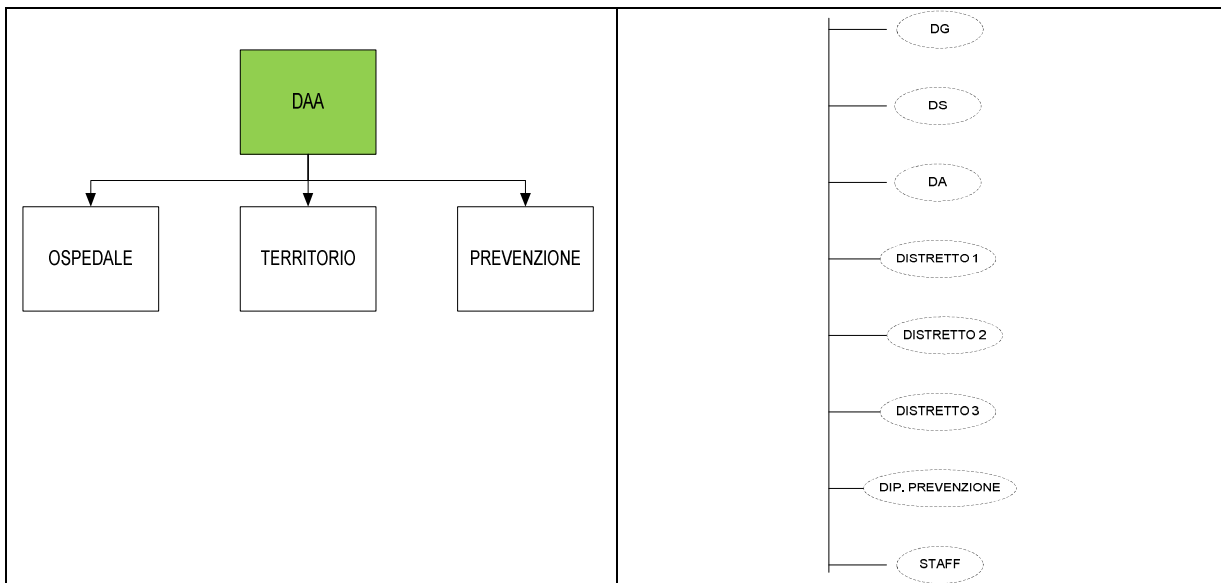 DAA
OSPEDALE
TERRITORIO
PREVENZIONE
DG
DS
DA
DISTRETTO 1
DISTRETTO 2
DISTRETTO 3
DIP. PREVENZIONE
STAFF